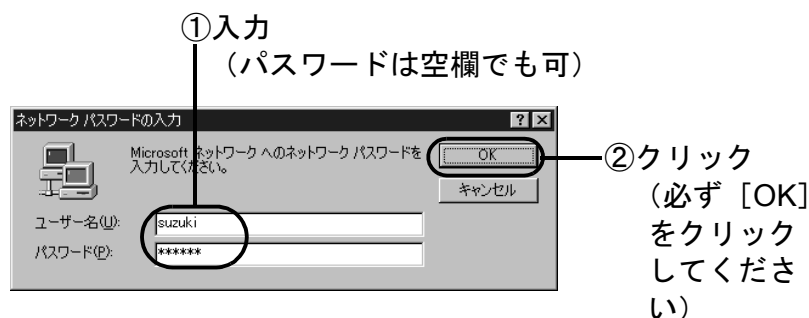 ①入力
(パスワードは空欄でも可)
ネットワーク パスワードの入力
Microsoft ネットワーク へのネットワーク パスワードを
入力してください。
OK
キャンセル
ユーザー名(U):
suzuki
パスワード(P):
******
②クリック
(必ず［OK］
をクリック
してくださ
い)